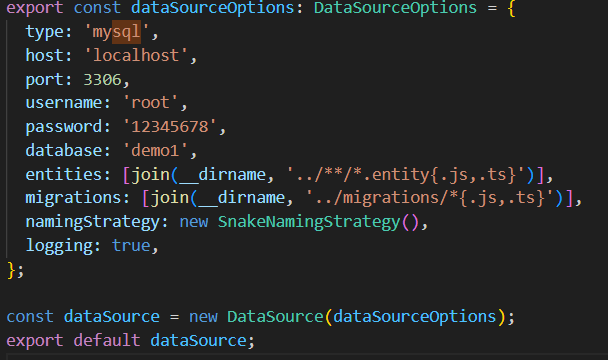 export const dataSourceOptions: DataSourceOptions = {
  type: 'mysql',
  host: 'localhost',
  port: 3306,
  username: 'root',
  password: '12345678',
  database: 'demo1',
  entities: [join(__dirname, '../**/*.entity{.js,.ts}')],
  migrations: [join(__dirname, '../migrations/*{.js,.ts}')],
  namingStrategy: new SnakeNamingStrategy(),
  logging: true,
};
const dataSource = new DataSource(dataSourceOptions);
export default dataSource;